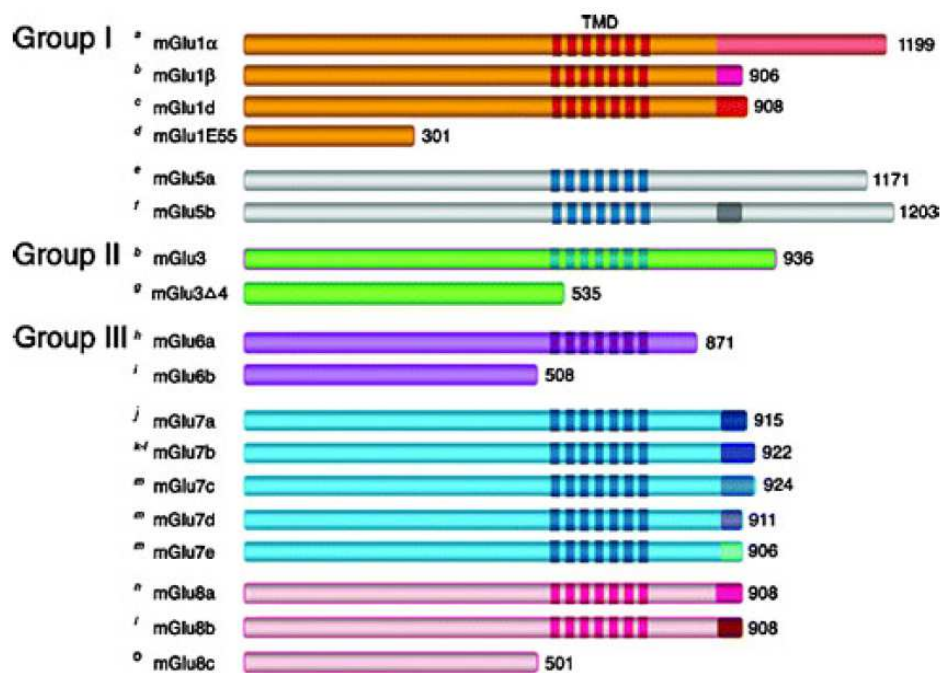 TMD
Group I a mGlu1α 1199
b mGlu1β 906
c mGlu1d 908
d mGlu1E55 301
e mGlu5a 1171
f mGlu5b 1203
Group II b mGlu3 936
g mGlu3Δ4 535
Group III h mGlu6a 871
i mGlu6b 508
j mGlu7a 915
k-l mGlu7b 922
m mGlu7c 924
m mGlu7d 911
m mGlu7e 906
n mGlu8a 908
l mGlu8b 908
o mGlu8c 501